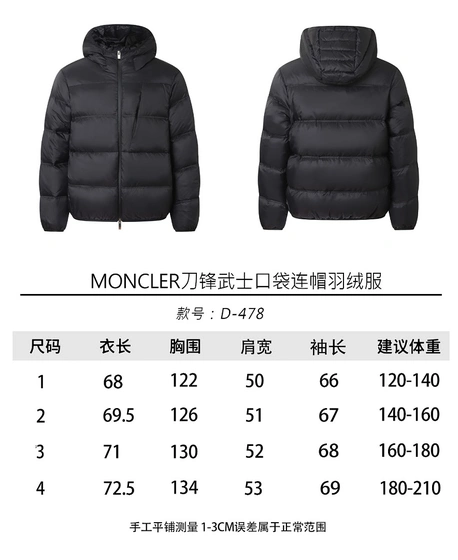 MONCLER刀锋武士口袋连帽羽绒服
款号：D-478
尺码 衣长 胸围 肩宽 袖长 建议体重
1 68 122 50 66 120-140
2 69.5 126 51 67 140-160
3 71 130 52 68 160-180
4 72.5 134 53 69 180-210
手工平铺测量 1-3CM误差属于正常范围